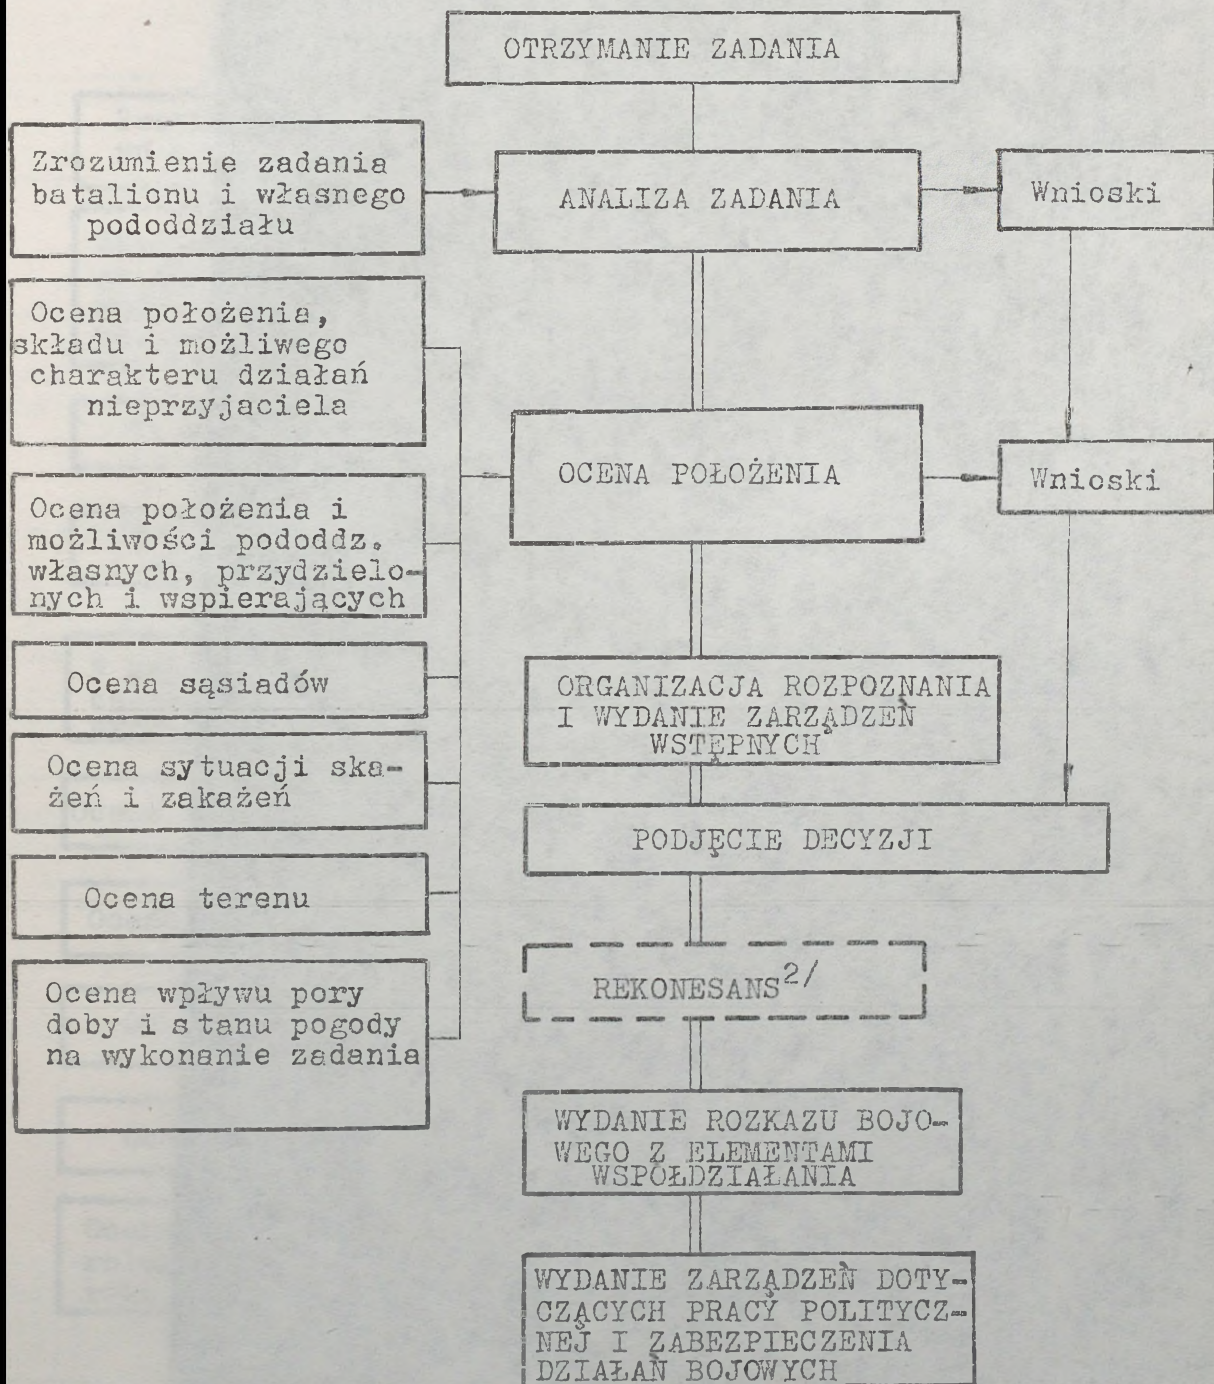 OTRZYMANIE ZADANIA
Zrozumienie zadania
batalionu i własnego
pododdziału
ANALIZA ZADANIA
Wnioski
Ocena położenia,
składu i możliwego
charakteru działań
nieprzyjaciela
OCENA POŁOŻENIA
Wnioski
Ocena położenia i
możliwości pododdz.
własnych, przydzielo-
nych i wspierających
Ocena sąsiadów
ORGANIZACJA ROZPOZNANIA
I WYDANIE ZARZĄDZEŃ
WSTĘPNYCH
Ocena sytuacji ska-
żeń i zakażeń
PODJĘCIE DECYZJI
Ocena terenu
REKONESANS2/
Ocena wpływu pory
doby i stanu pogody
na wykonanie zadania
WYDANIE ROZKAZU BOJO-
WEGO Z ELEMENTAMI
WSPÓŁDZIAŁANIA
WYDANIE ZARZĄDZEŃ DOTY-
CZĄCYCH PRACY POLITYCZ-
NEJ I ZABEZPIECZENIA
DZIAŁAŃ BOJOWYCH